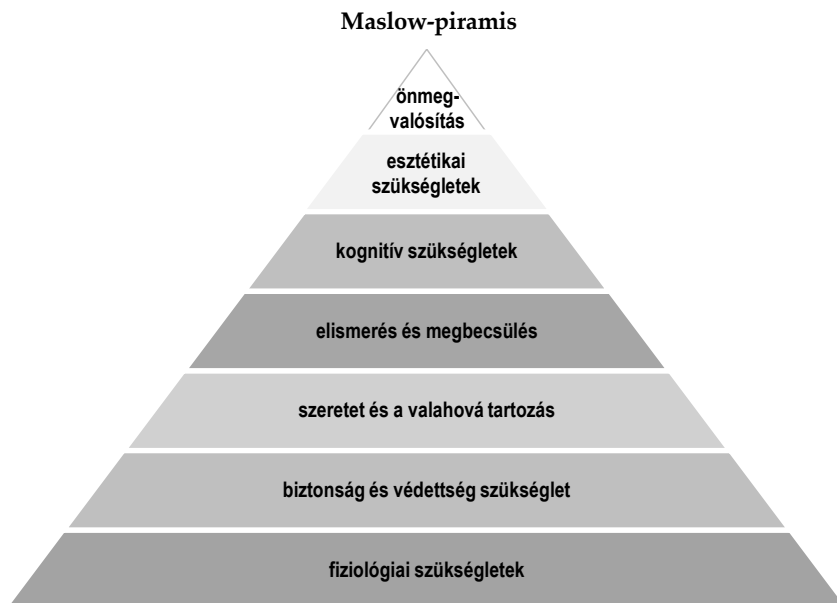 Maslow-piramis
önmeg-
valósítás
esztétikai
szükségletek
kognitív szükségletek
elismerés és megbecsülés
szeretet és a valahová tartozás
biztonság és védettség szükséglet
fiziológiai szükségletek